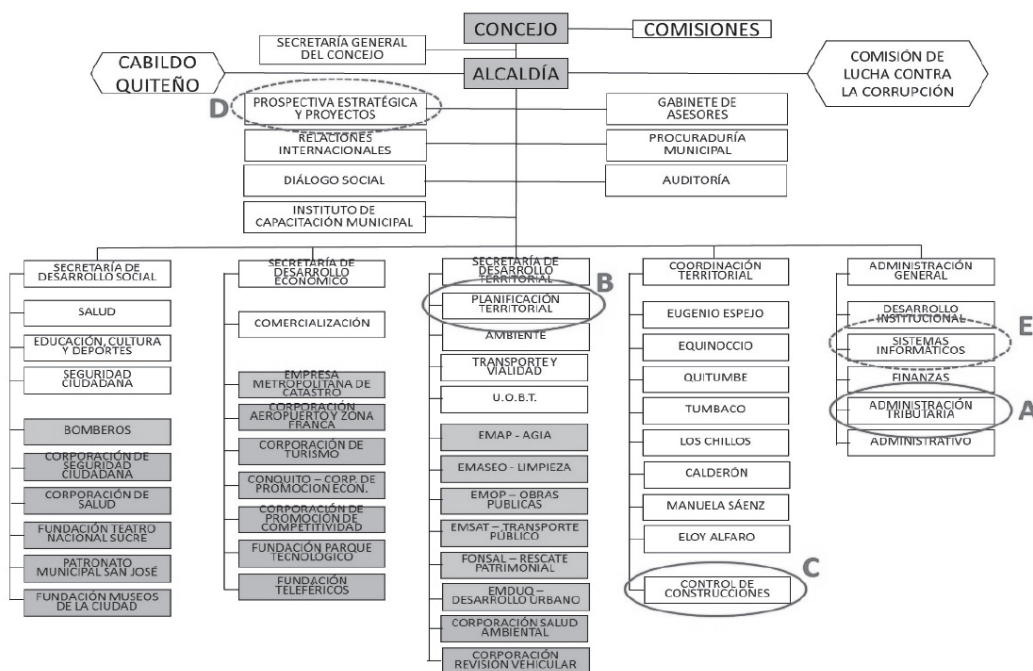 CONCEJO
COMISIONES
SECRETARÍA GENERAL
DEL CONCEJO
CABILDO
QUITEÑO
ALCALDÍA
COMISIÓN DE
LUCHA CONTRA
LA CORRUPCIÓN
D
PROSPECTIVA ESTRATÉGICA
Y PROYECTOS
GABINETE DE
ASESORES
RELACIONES
INTERNACIONALES
PROCURADURÍA
MUNICIPAL
DIÁLOGO SOCIAL
AUDITORÍA
INSTITUTO DE
CAPACITACIÓN MUNICIPAL
SECRETARÍA DE
DESARROLLO SOCIAL
SALUD
EDUCACIÓN, CULTURA
Y DEPORTES
SEGURIDAD
CIUDADANA
BOMBEROS
CORPORACIÓN DE
SEGURIDAD
CIUDADANA
CORPORACIÓN DE
SALUD
FUNDACIÓN TEATRO
NACIONAL SUCRE
PATRONATO
MUNICIPAL SAN JOSÉ
FUNDACIÓN MUSEOS
DE LA CIUDAD
SECRETARÍA DE
DESARROLLO
ECONÓMICO
COMERCIALIZACIÓN
EMPRESA
METROPOLITANA DE
CATASTRO
CORPORACIÓN
AEROPUERTO Y ZONA
FRANCA
CORPORACIÓN DE
TURISMO
CONQUITO – CORP. DE
PROMOCION ECON.
CORPORACIÓN DE
PROMOCIÓN DE
COMPETITIVIDAD
FUNDACIÓN PARQUE
TECNOLÓGICO
FUNDACIÓN
TELEFÉRICOS
SECRETARÍA DE
DESARROLLO
TERRITORIAL
B
PLANIFICACIÓN
TERRITORIAL
AMBIENTE
TRANSPORTE Y
VIALIDAD
U.O.B.T.
EMAP - AGIA
EMASEO - LIMPIEZA
EMOP – OBRAS
PUBLICAS
EMSAT – TRANSPORTE
PÚBLICO
FONSAL – RESCATE
PATRIMONIAL
EMDUQ –
DESARROLLO URBANO
CORPORACIÓN SALUD
AMBIENTAL
CORPORACIÓN
REVISIÓN VEHICULAR
COORDINACIÓN
TERRITORIAL
EUGENIO ESPEJO
EQUINOCCIO
QUITUMBE
TUMBACO
LOS CHILLOS
CALDERÓN
MANUELA SÁENZ
ELOY ALFARO
C
CONTROL DE
CONSTRUCCIONES
ADMINISTRACIÓN
GENERAL
DESARROLLO
INSTITUCIONAL
E
SISTEMAS
INFORMÁTICOS
FINANZAS
ADMINISTRACIÓN
TRIBUTARIA
A
ADMINISTRATIVO